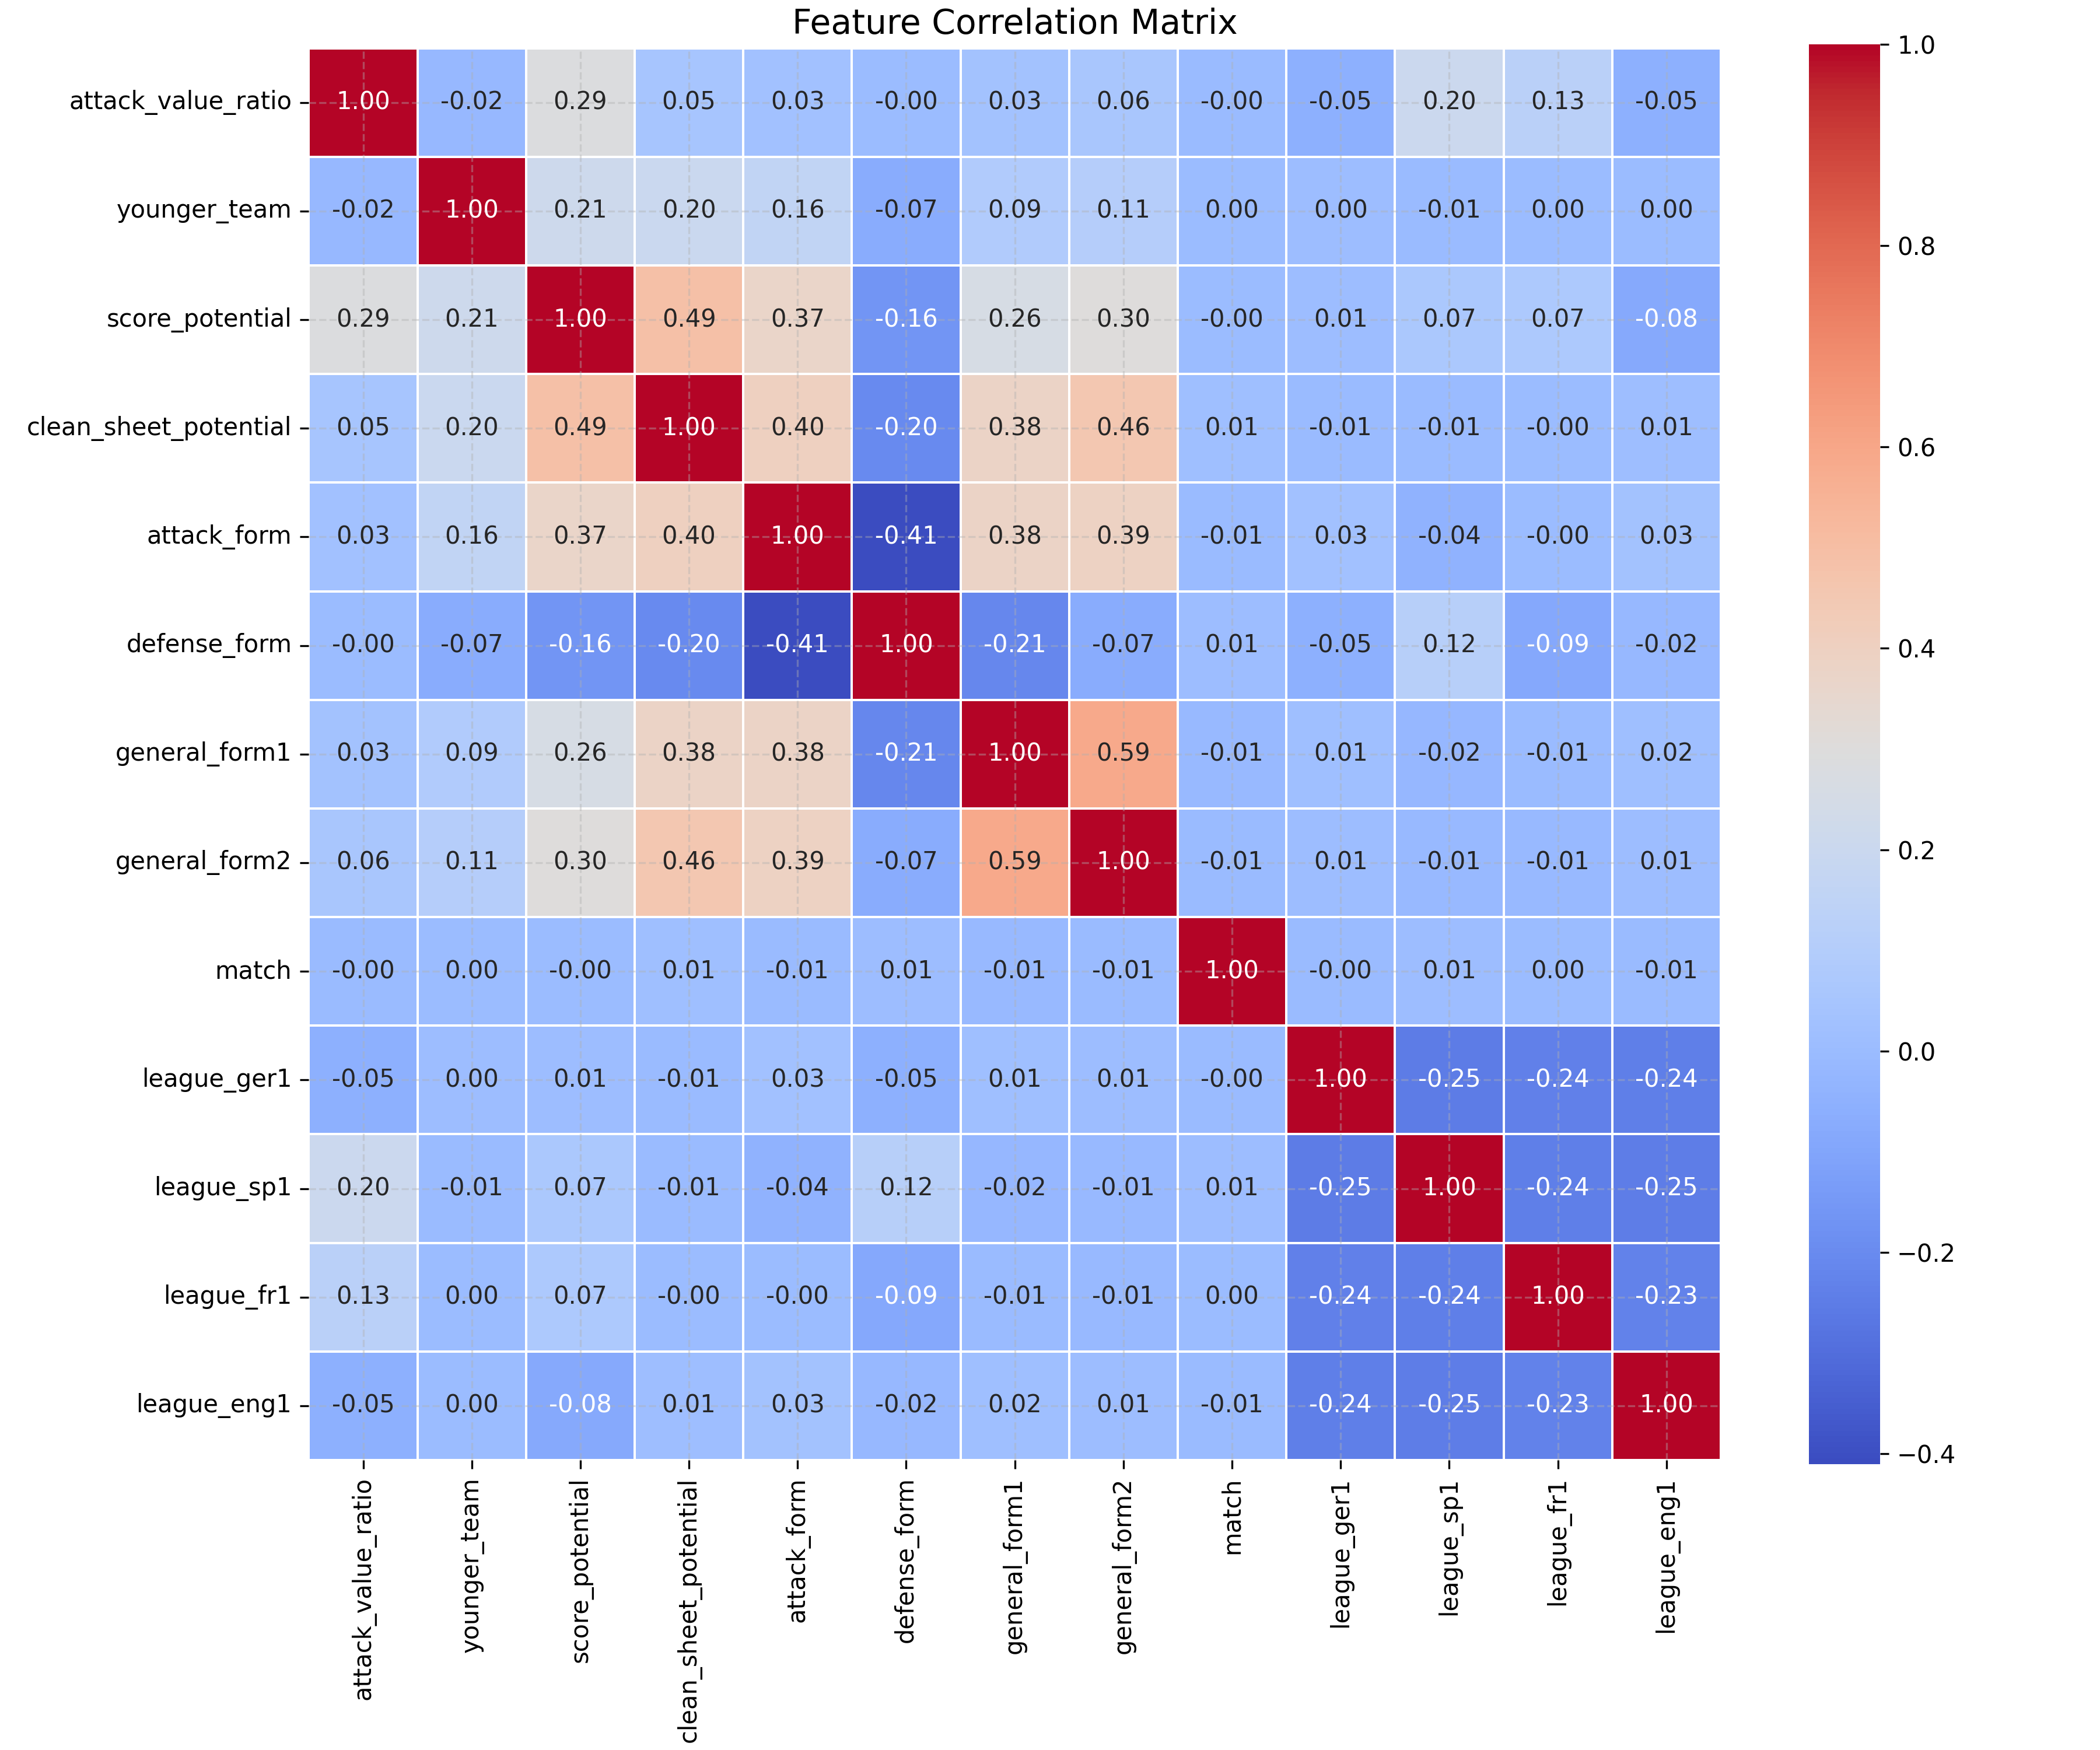 Feature Correlation Matrix
attack_value_ratio 1.00 -0.02 0.29 0.05 0.03 -0.00 0.03 0.06 -0.00 -0.05 0.20 0.13 -0.05
younger_team -0.02 1.00 0.21 0.20 0.16 -0.07 0.09 0.11 0.00 0.00 -0.01 0.00 0.00
score_potential 0.29 0.21 1.00 0.49 0.37 -0.16 0.26 0.30 -0.00 0.01 0.07 0.07 -0.08
clean_sheet_potential 0.05 0.20 0.49 1.00 0.40 -0.20 0.38 0.46 0.01 -0.01 -0.01 -0.00 0.01
attack_form 0.03 0.16 0.37 0.40 1.00 -0.41 0.38 0.39 -0.01 0.03 -0.04 -0.00 0.03
defense_form -0.00 -0.07 -0.16 -0.20 -0.41 1.00 -0.21 -0.07 0.01 -0.05 0.12 -0.09 -0.02
general_form1 0.03 0.09 0.26 0.38 0.38 -0.21 1.00 0.59 -0.01 0.01 -0.02 -0.01 0.02
general_form2 0.06 0.11 0.30 0.46 0.39 -0.07 0.59 1.00 -0.01 0.01 -0.01 -0.01 0.01
match -0.00 0.00 -0.00 0.01 -0.01 0.01 -0.01 -0.01 1.00 -0.00 0.01 0.00 -0.01
league_ger1 -0.05 0.00 0.01 -0.01 0.03 -0.05 0.01 0.01 -0.00 1.00 -0.25 -0.24 -0.24
league_sp1 0.20 -0.01 0.07 -0.01 -0.04 0.12 -0.02 -0.01 0.01 -0.25 1.00 -0.24 -0.25
league_fr1 0.13 0.00 0.07 -0.00 -0.00 -0.09 -0.01 -0.01 0.00 -0.24 -0.24 1.00 -0.23
league_eng1 -0.05 0.00 -0.08 0.01 0.03 -0.02 0.02 0.01 -0.01 -0.24 -0.25 -0.23 1.00
attack_value_ratio
younger_team
score_potential
clean_sheet_potential
attack_form
defense_form
general_form1
general_form2
match
league_ger1
league_sp1
league_fr1
league_eng1
1.0
0.8
0.6
0.4
0.2
0.0
−0.2
−0.4